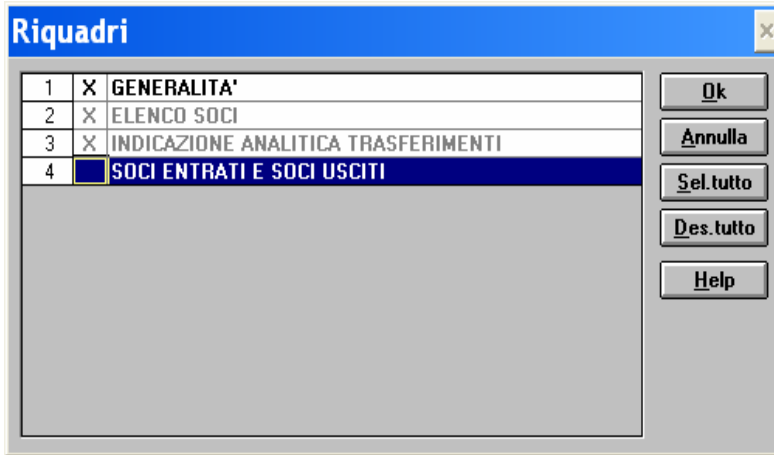 Riquadri
1 X GENERALITA'
2 X ELENCO SOCI
3 X INDICAZIONE ANALITICA TRASFERIMENTI
4 SOCI ENTRATI E SOCI USCITI
Ok
Annulla
Sel.tutto
Des.tutto
Help